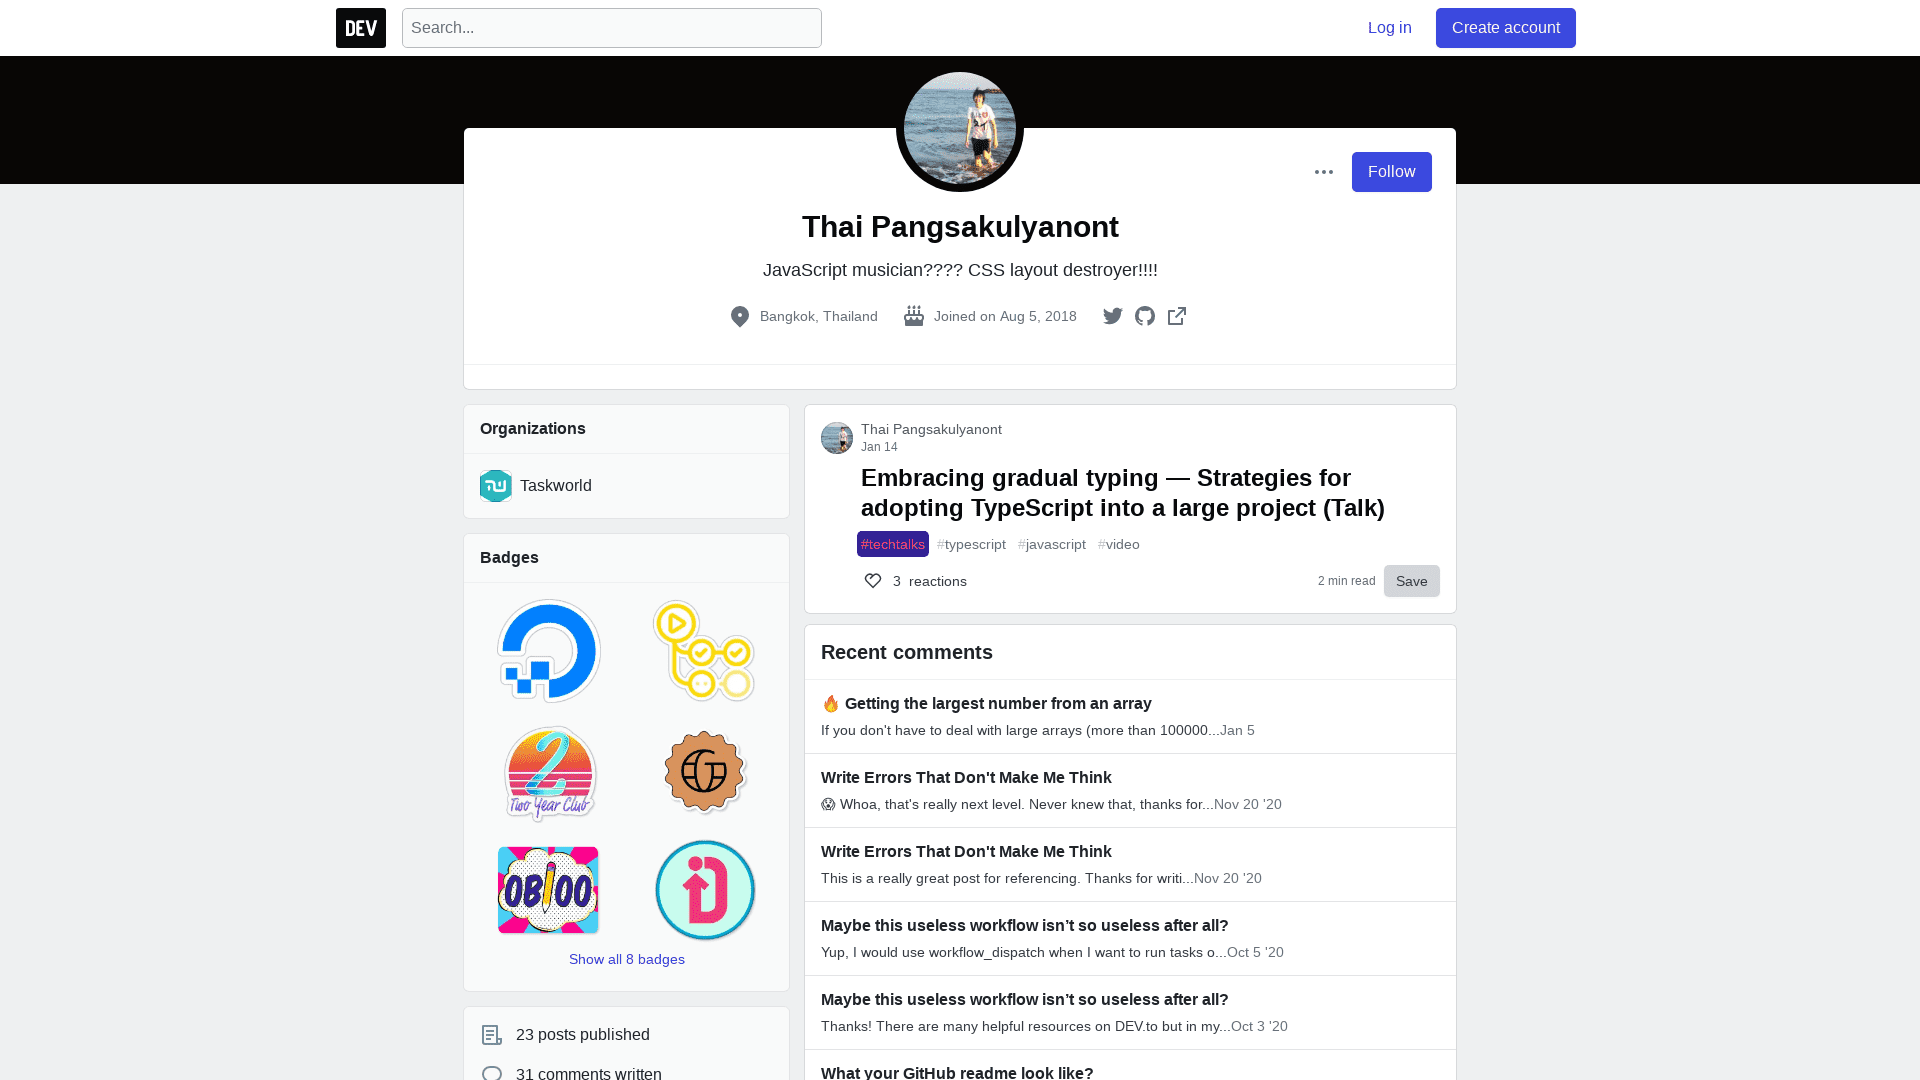 DEV
Search...
Log in
Create account
Follow
Thai Pangsakulyanont
JavaScript musician???? CSS layout destroyer!!!!
Bangkok, Thailand
Joined on Aug 5, 2018
Organizations
Taskworld
Badges
2
Two Year Club
G
OB100
Show all 8 badges
23 posts published
31 comments written
Thai Pangsakulyanont
Jan 14
Embracing gradual typing — Strategies for
adopting TypeScript into a large project (Talk)
#techtalks #typescript #javascript #video
3 reactions
2 min read
Save
Recent comments
🔥 Getting the largest number from an array
If you don't have to deal with large arrays (more than 100000...Jan 5
Write Errors That Don't Make Me Think
😱 Whoa, that's really next level. Never knew that, thanks for...Nov 20 '20
Write Errors That Don't Make Me Think
This is a really great post for referencing. Thanks for writi...Nov 20 '20
Maybe this useless workflow isn’t so useless after all?
Yup, I would use workflow_dispatch when I want to run tasks o...Oct 5 '20
Maybe this useless workflow isn’t so useless after all?
Thanks! There are many helpful resources on DEV.to but in my...Oct 3 '20
What your GitHub readme look like?